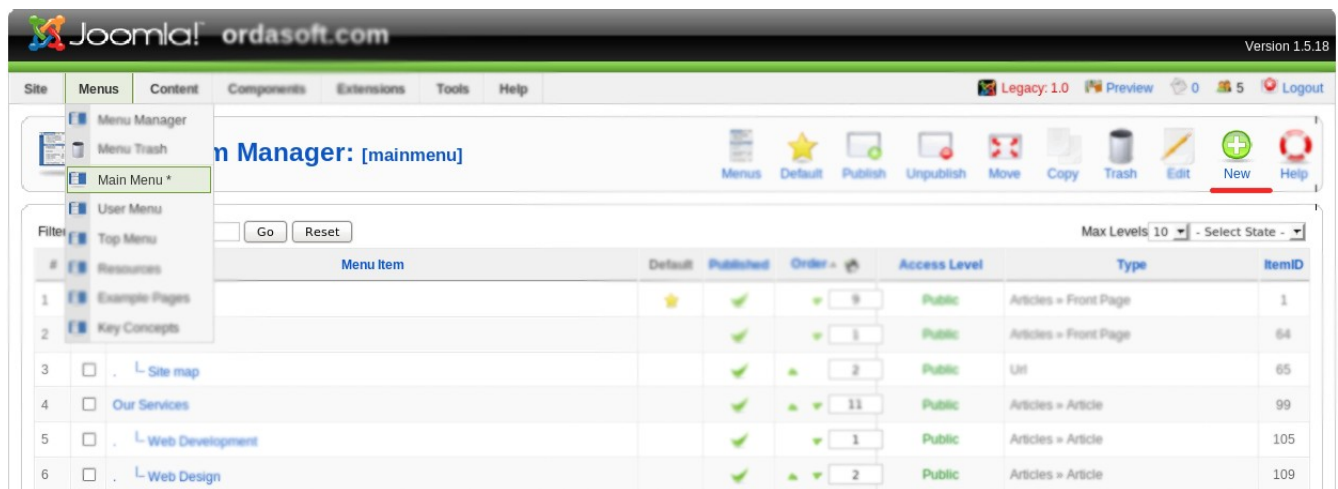 Joomla! ordasoft.com
Version 1.5.18
Site Menus Content Components Extensions Tools Help Legacy: 1.0 Preview 0 5 Logout
Menu Manager
Menu Trash
Main Menu *
User Menu
Top Menu
Resources
Example Pages
Key Concepts
m Manager: [mainmenu]
Menus Default Publish Unpublish Move Copy Trash Edit New Help
Filter Go Reset Max Levels 10 - Select State -
# Menu Item Default Published Order Access Level Type ItemID
1 9 Public Articles » Front Page 1
2 1 Public Articles » Front Page 64
3 . Site map 2 Public Url 65
4 Our Services 11 Public Articles » Article 99
5 . Web Development 1 Public Articles » Article 105
6 . Web Design 2 Public Articles » Article 109